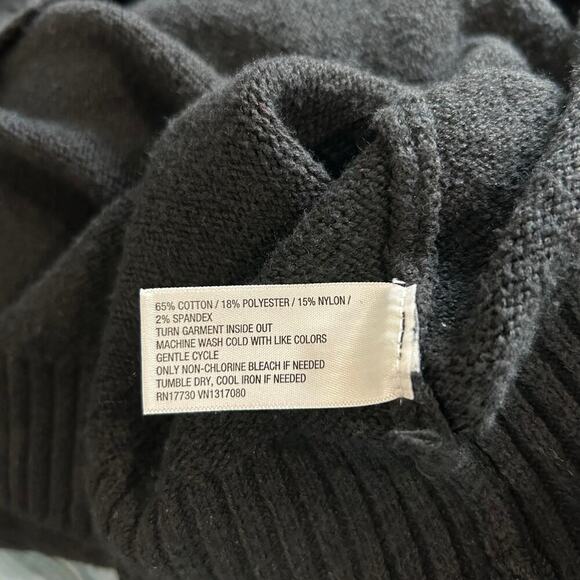 65% COTTON / 18% POLYESTER / 15% NYLON /
2% SPANDEX
TURN GARMENT INSIDE OUT
MACHINE WASH COLD WITH LIKE COLORS
GENTLE CYCLE
ONLY NON-CHLORINE BLEACH IF NEEDED
TUMBLE DRY, COOL IRON IF NEEDED
RN17730 VN1317080